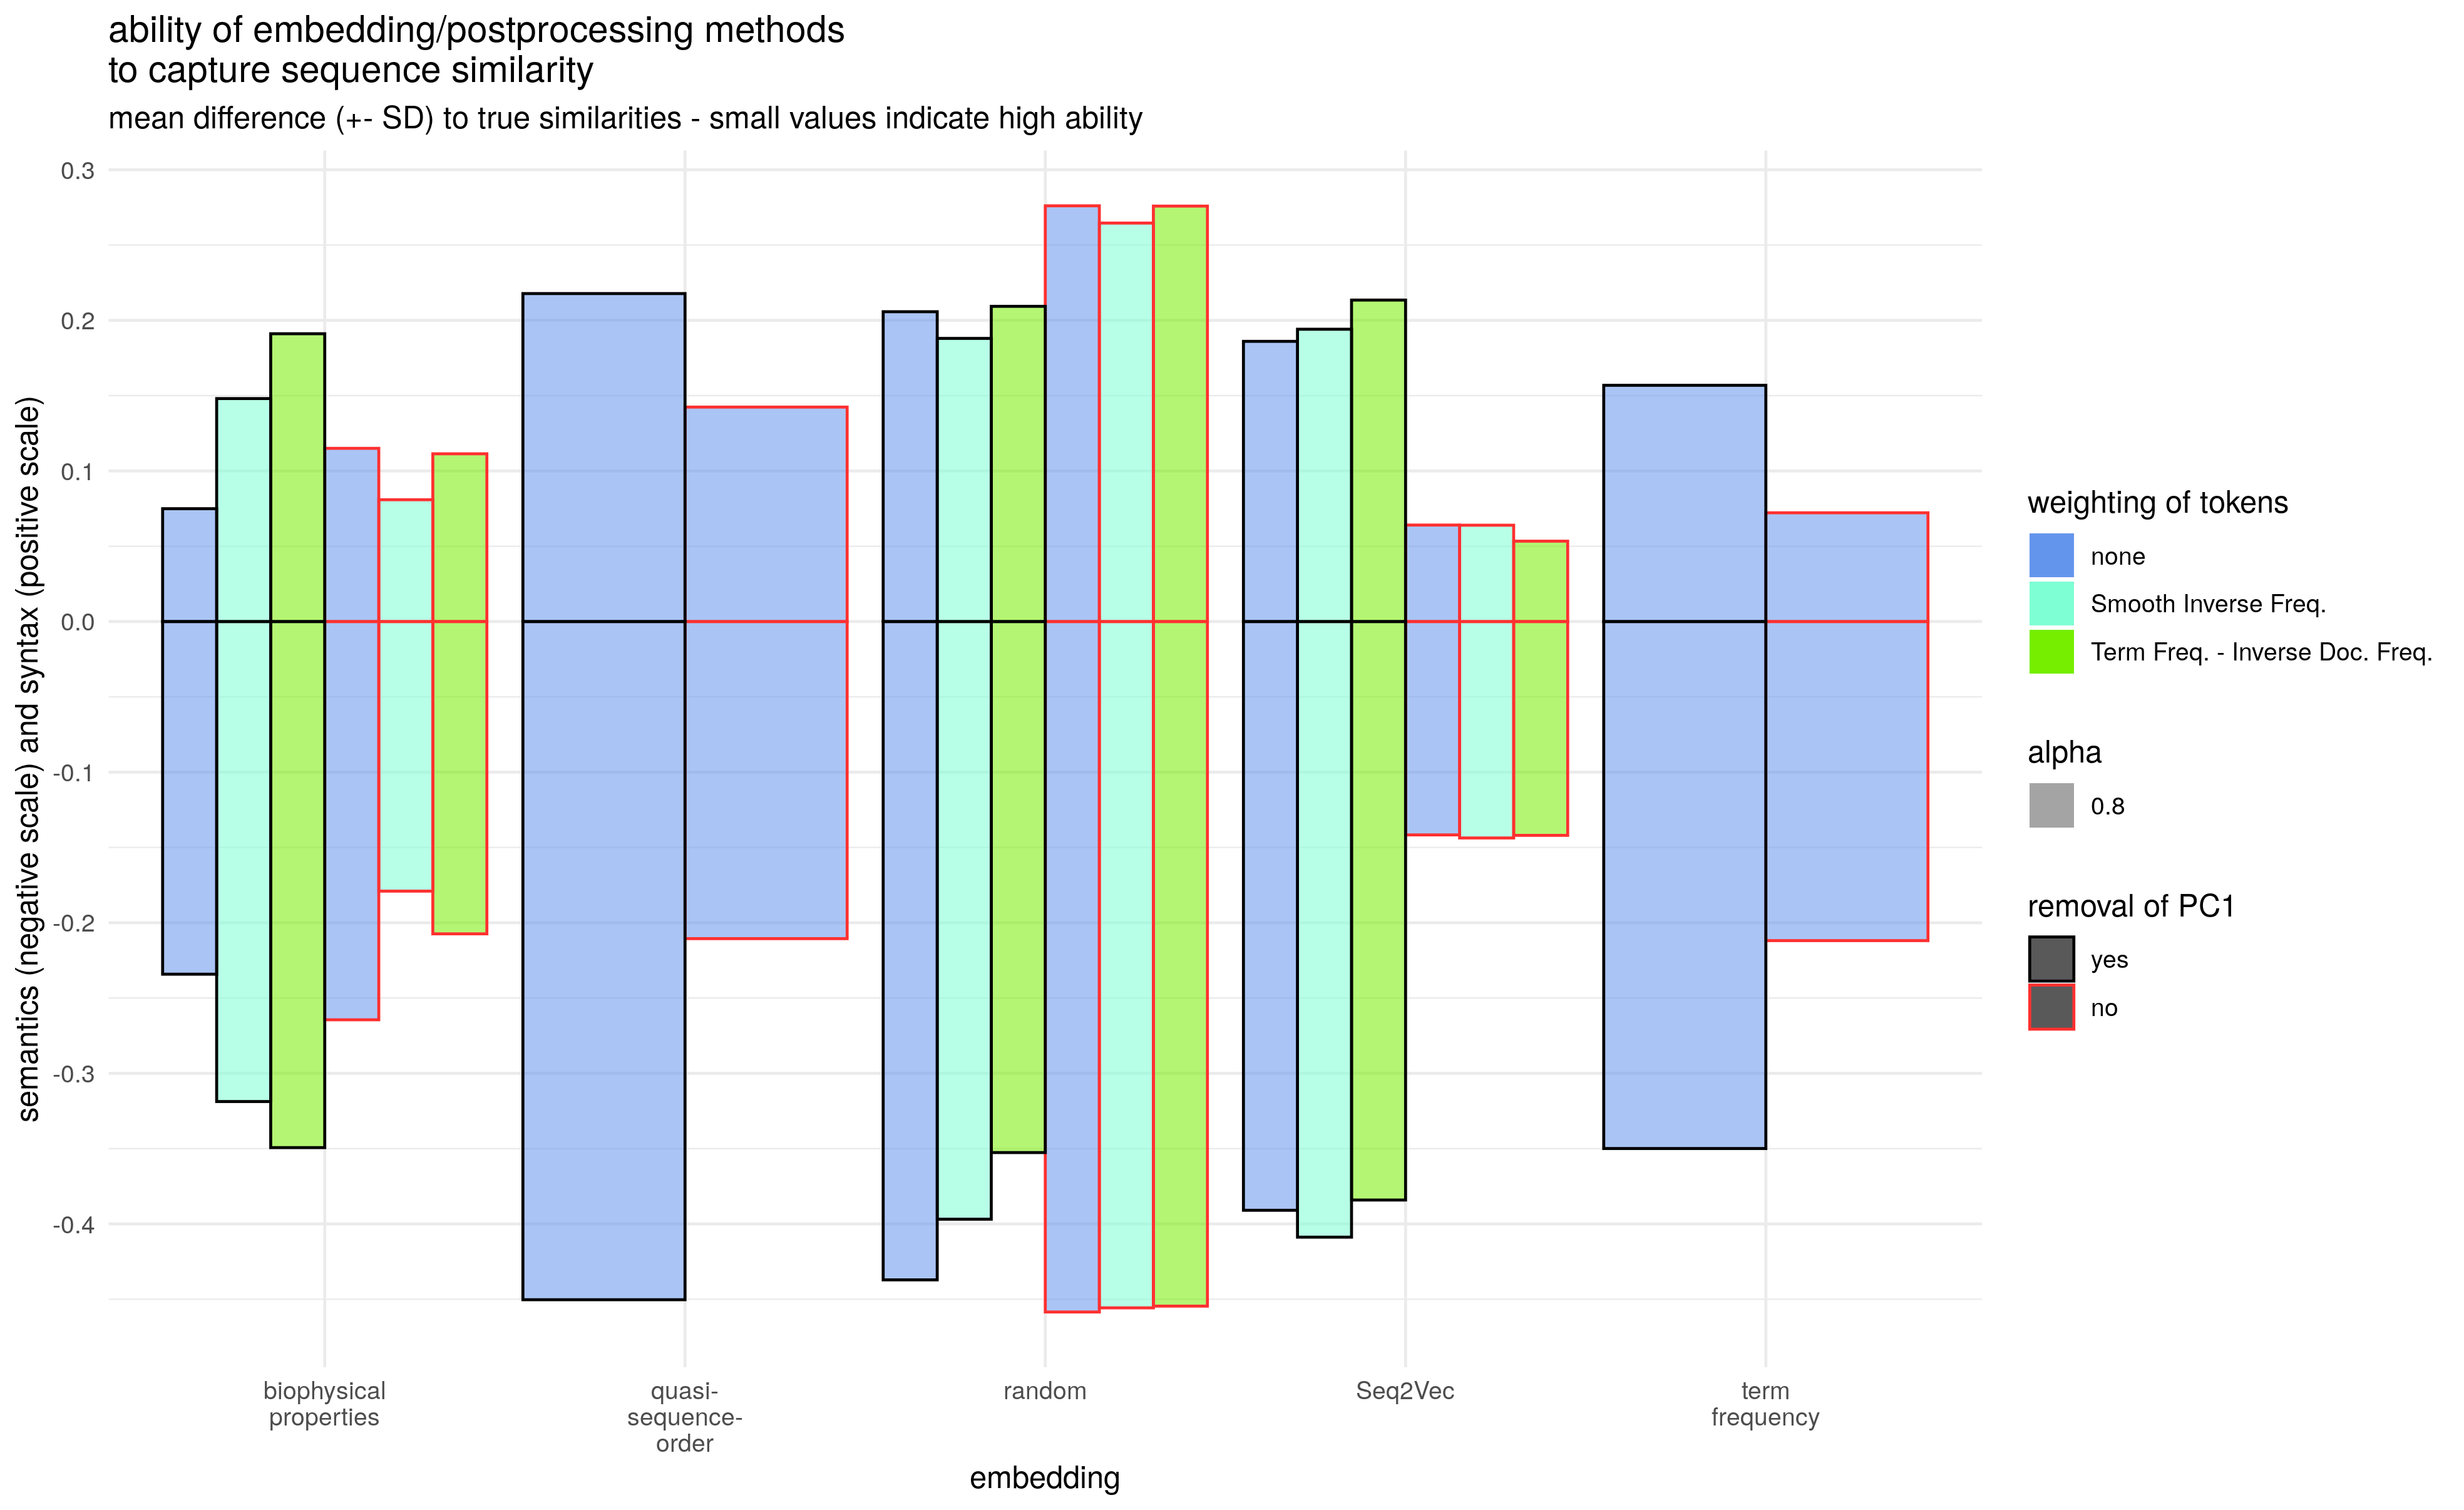 ability of embedding/postprocessing methods
to capture sequence similarity
mean difference (+- SD) to true similarities - small values indicate high ability
semantics (negative scale) and syntax (positive scale)
0.3
0.2
0.1
0.0
-0.1
-0.2
-0.3
-0.4
biophysical
properties
quasi-
sequence-
order
random
Seq2Vec
term
frequency
embedding
weighting of tokens
none
Smooth Inverse Freq.
Term Freq. - Inverse Doc. Freq.
alpha
0.8
removal of PC1
yes
no